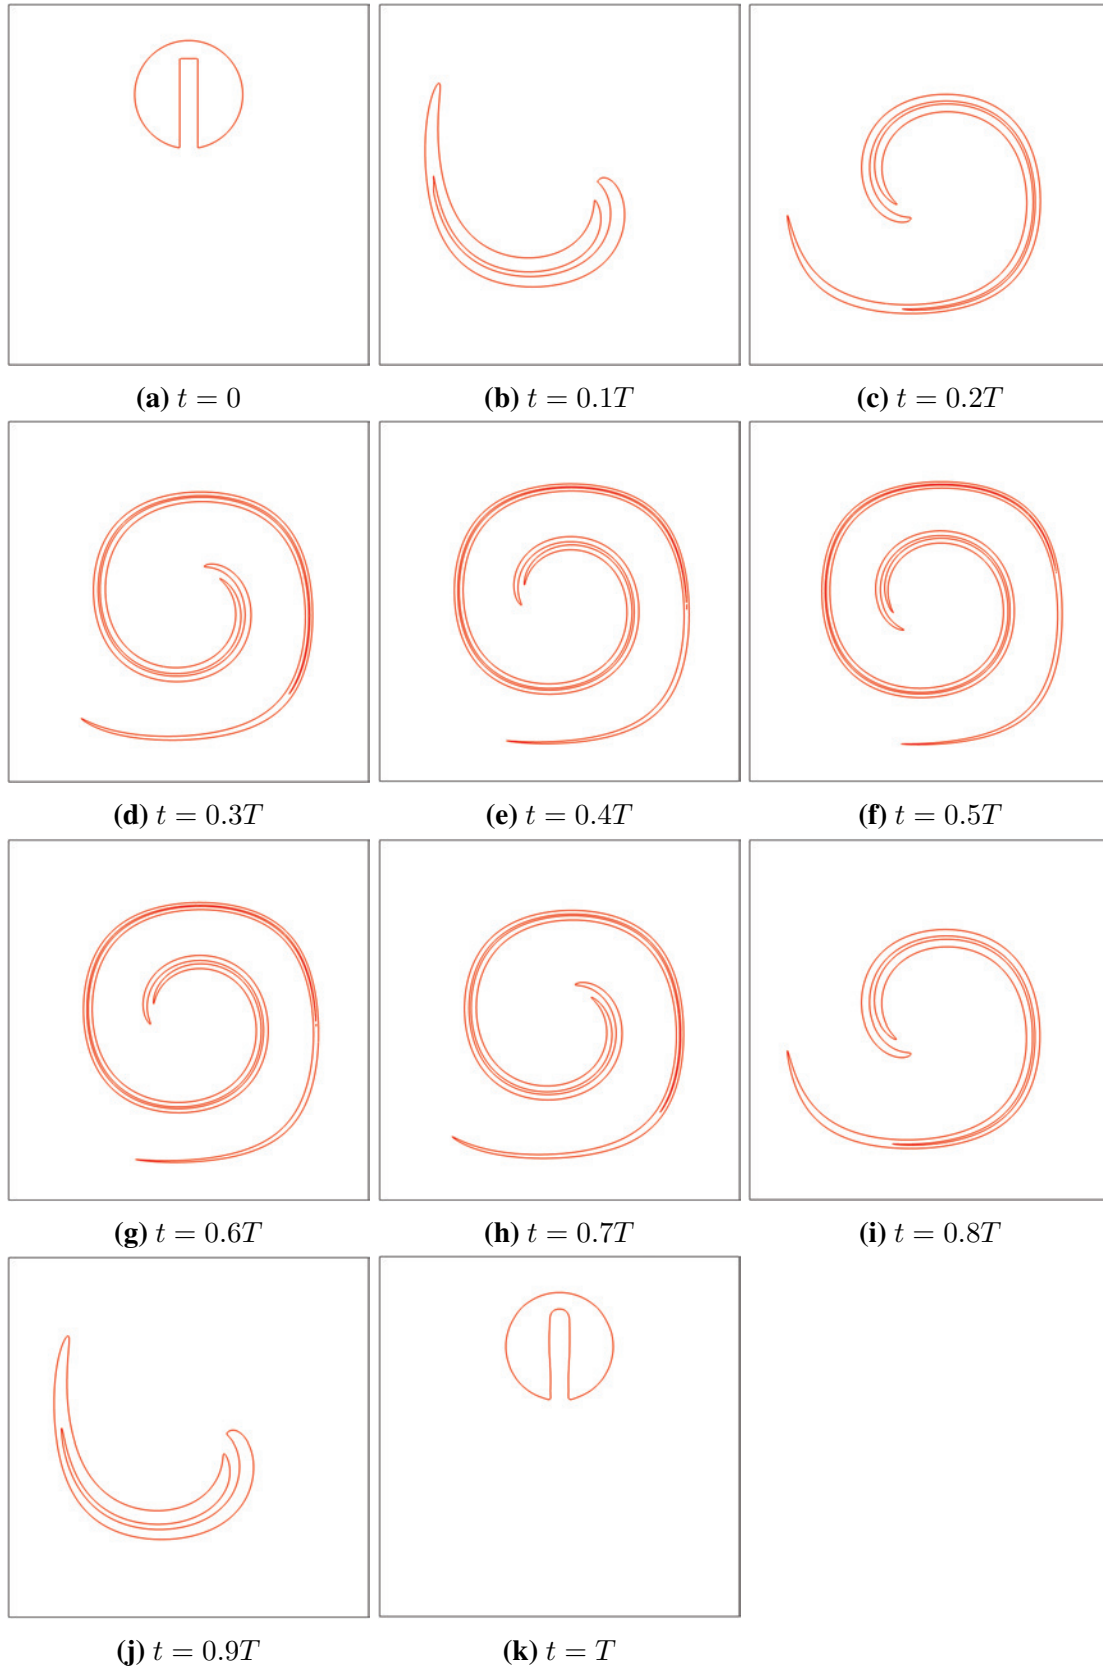 (a) t = 0
(b) t = 0.1T
(c) t = 0.2T
(d) t = 0.3T
(e) t = 0.4T
(f) t = 0.5T
(g) t = 0.6T
(h) t = 0.7T
(i) t = 0.8T
(j) t = 0.9T
(k) t = T